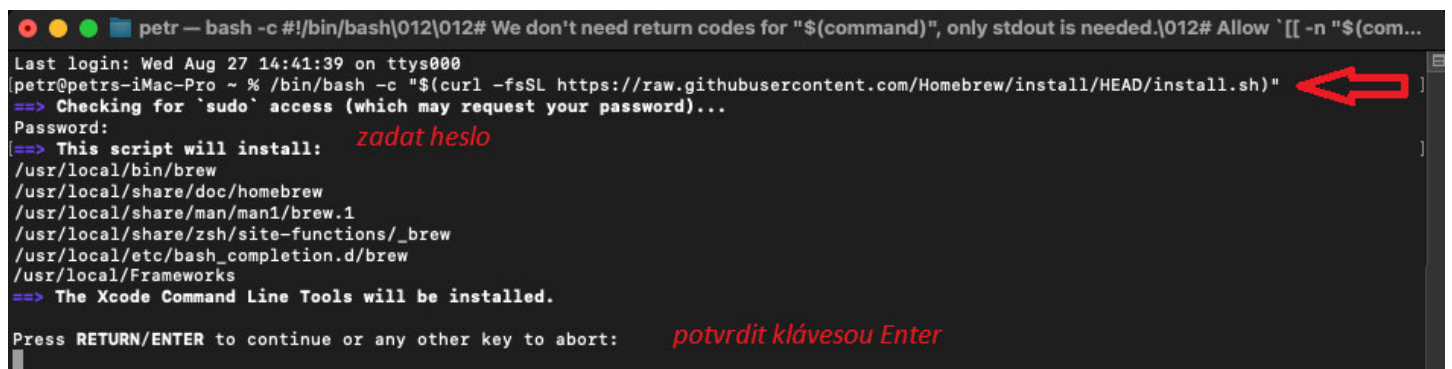 petr — bash -c #!/bin/bash\012\012# We don't need return codes for "$(command)", only stdout is needed.\012# Allow `[[ -n "$(com...
Last login: Wed Aug 27 14:41:39 on ttys000
[petr@petrs-iMac-Pro ~ % /bin/bash -c "$(curl -fsSL https://raw.githubusercontent.com/Homebrew/install/HEAD/install.sh)" ]
==> Checking for `sudo` access (which may request your password)...
Password:
zadat heslo
[==> This script will install: ]
/usr/local/bin/brew
/usr/local/share/doc/homebrew
/usr/local/share/man/man1/brew.1
/usr/local/share/zsh/site-functions/_brew
/usr/local/etc/bash_completion.d/brew
/usr/local/Frameworks
==> The Xcode Command Line Tools will be installed.
Press RETURN/ENTER to continue or any other key to abort: potvrdit klávesou Enter